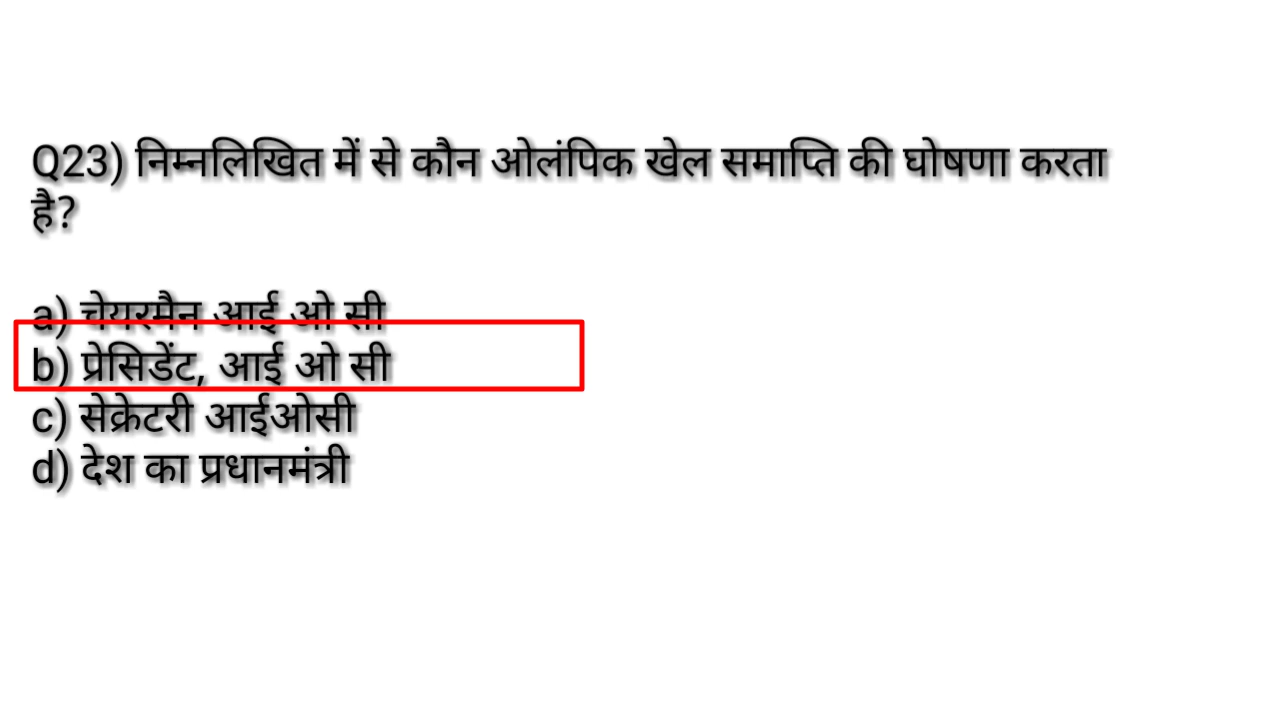 Q23) निम्नलिखित में से कौन ओलंपिक खेल समाप्ति की घोषणा करता
है?
a) चेयरमैन आई ओ सी
b) प्रेसिडेंट, आई ओ सी
c) सेक्रेटरी आईओसी
d) देश का प्रधानमंत्री